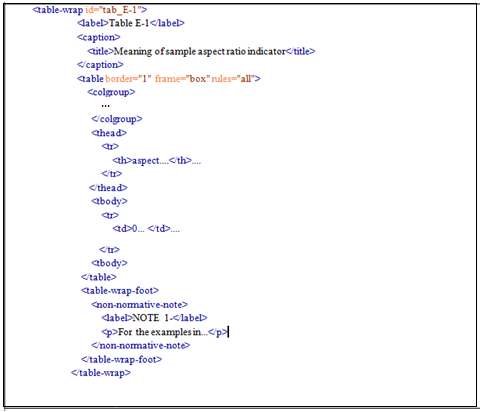 <table-wrap id="tab_E-1">
<label>Table E-1</label>
<caption>
<title>Meaning of sample aspect ratio indicator</title>
</caption>
<table border="1" frame="box" rules="all">
<colgroup>
...
</colgroup>
<thead>
<tr>
<th>aspect....</th>....
</tr>
</thead>
<tbody>
<tr>
<td>0... </td>....
</tr>
<tbody>
</table>
<table-wrap-foot>
<non-normative-note>
<label>NOTE 1-</label>
<p>For the examples in...</p>
</non-normative-note>
</table-wrap-foot>
</table-wrap>